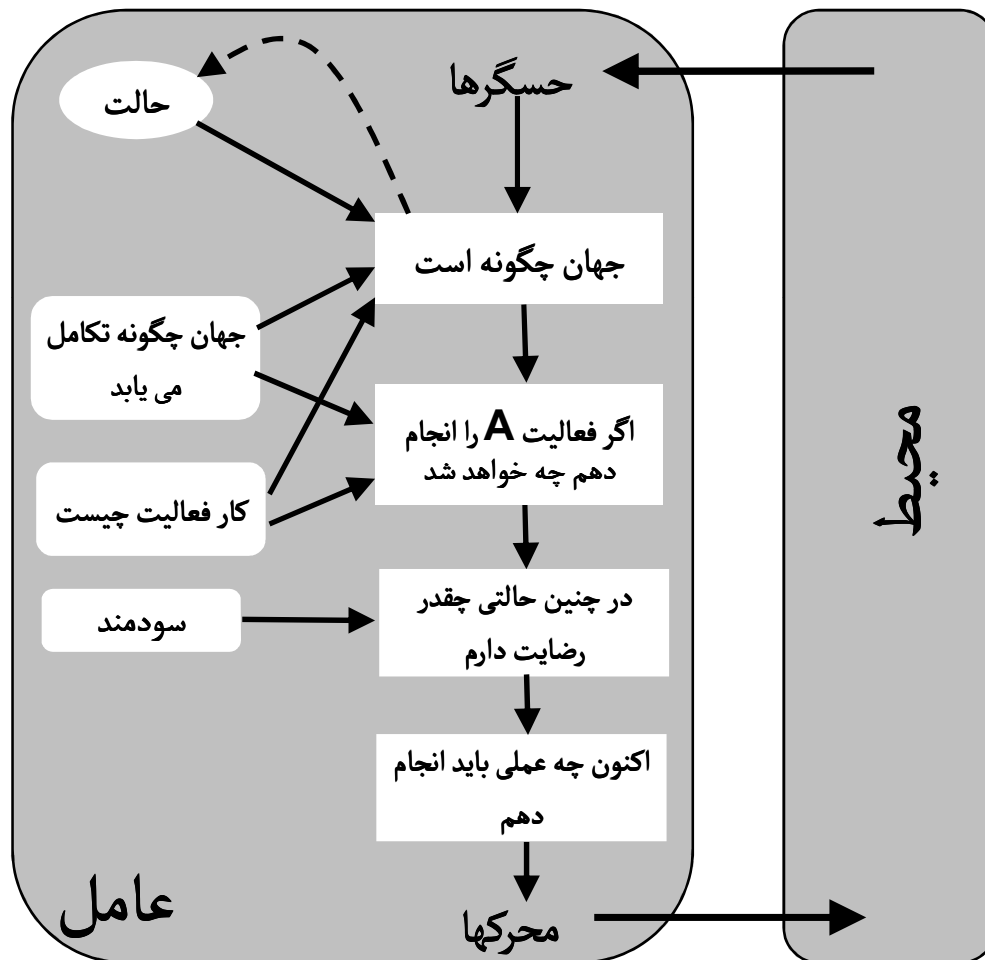 حسگرها
حالت
جهان چگونه است
جهان چگونه تکامل
می یابد
اگر فعالیت A را انجام
دهم چه خواهد شد
کار فعالیت چیست
در چنین حالتی چقدر
رضایت دارم
سودمند
اکنون چه عملی باید انجام
دهم
محرکها
عامل
محیط